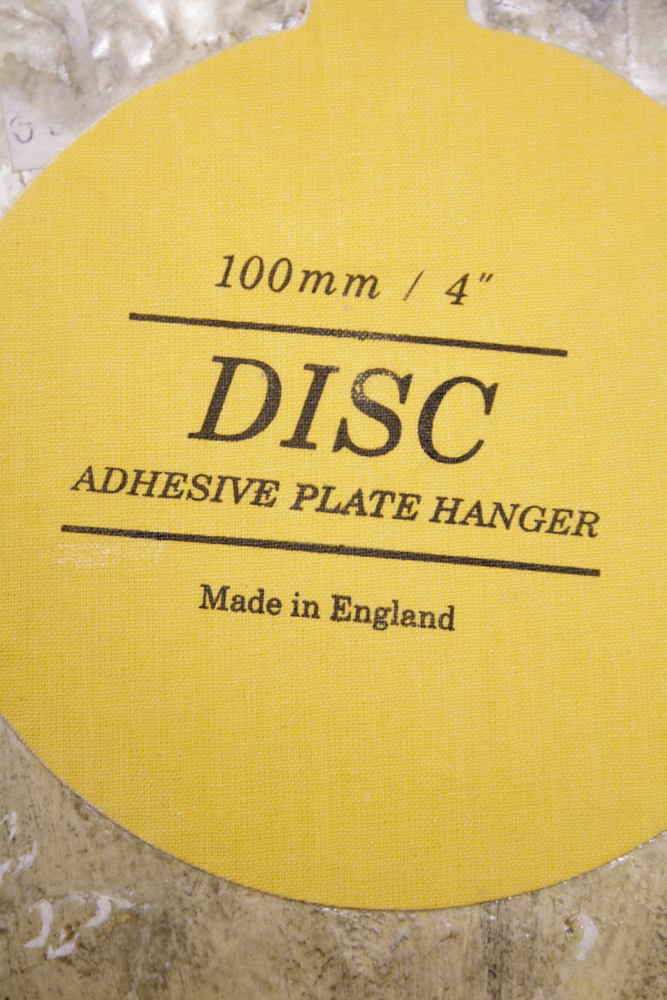 100mm / 4"
DISC
ADHESIVE PLATE HANGER
Made in England